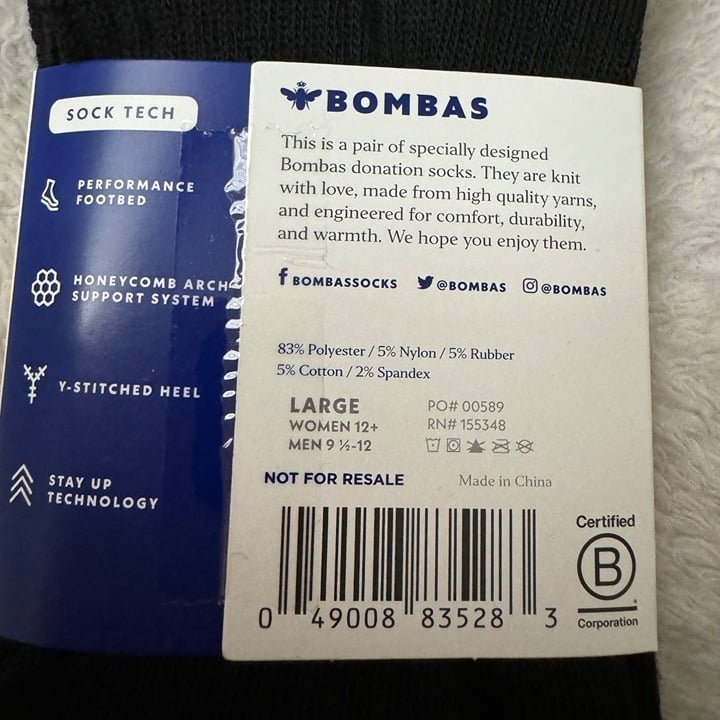 SOCK TECH
PERFORMANCE
FOOTBED
HONEYCOMB ARCH
SUPPORT SYSTEM
Y-STITCHED HEEL
STAY UP
TECHNOLOGY
BOMBAS
This is a pair of specially designed
Bombas donation socks. They are knit
with love, made from high quality yarns,
and engineered for comfort, durability,
and warmth. We hope you enjoy them.
BOMBASSOCKS @BOMBAS @BOMBAS
83% Polyester / 5% Nylon / 5% Rubber
5% Cotton / 2% Spandex
LARGE
WOMEN 12+
MEN 9 ½-12
PO# 00589
RN# 155348
NOT FOR RESALE Made in China
0 49008 83528 3
Certified
B
Corporation